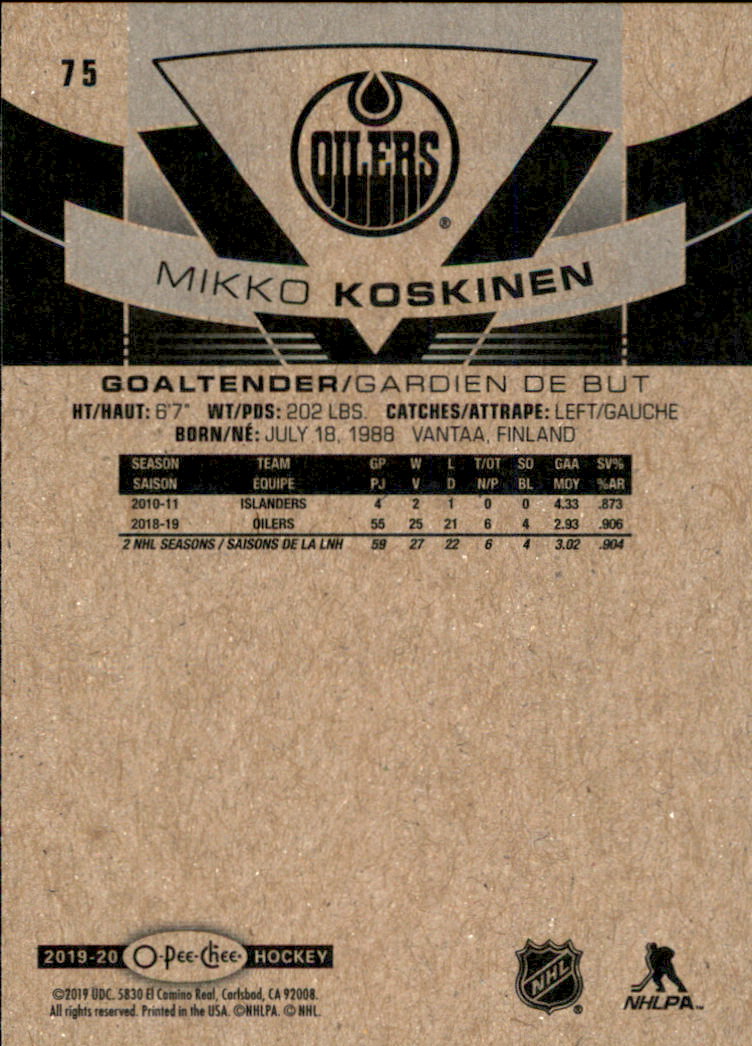 75
OILERS
®
MIKKO KOSKINEN
GOALTENDER/GARDIEN DE BUT
HT/HAUT: 6'7" WT/PDS: 202 LBS. CATCHES/ATTRAPE: LEFT/GAUCHE
BORN/NÉ: JULY 18, 1988 VANTAA, FINLAND
SEASON TEAM GP W L T/OT SO GAA SV%
SAISON ÉQUIPE PJ V D N/P BL MOY %AR
2010-11 ISLANDERS 4 2 1 0 0 4.33 .873
2018-19 OILERS 55 25 21 6 4 2.93 .906
2 NHL SEASONS / SAISONS DE LA LNH 59 27 22 6 4 3.02 .904
2019-20 O-Pee-Chee HOCKEY
©2019 UDC. 5830 El Camino Real, Carlsbad, CA 92008.
All rights reserved. Printed in the USA. ©NHLPA. © NHL.
NHL ®
NHLPA™